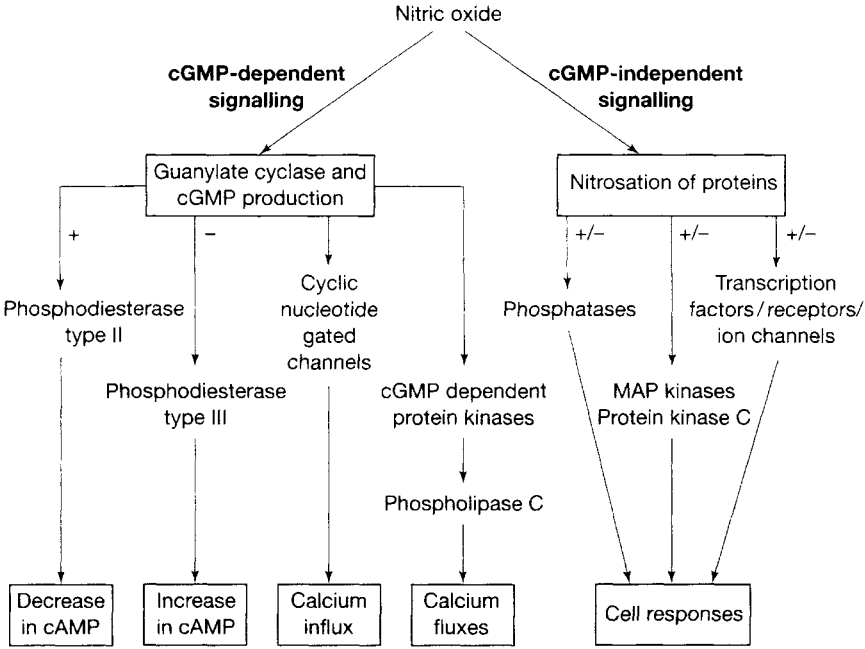 Nitric oxide
cGMP-dependent
signalling
cGMP-independent
signalling
Guanylate cyclase and
cGMP production
Nitrosation of proteins
+
−
+/−
+/−
+/−
Phosphodiesterase
type II
Cyclic
nucleotide
gated
channels
Phosphatases
Transcription
factors/receptors/
ion channels
Phosphodiesterase
type III
cGMP dependent
protein kinases
MAP kinases
Protein kinase C
Phospholipase C
Decrease
in cAMP
Increase
in cAMP
Calcium
influx
Calcium
fluxes
Cell responses